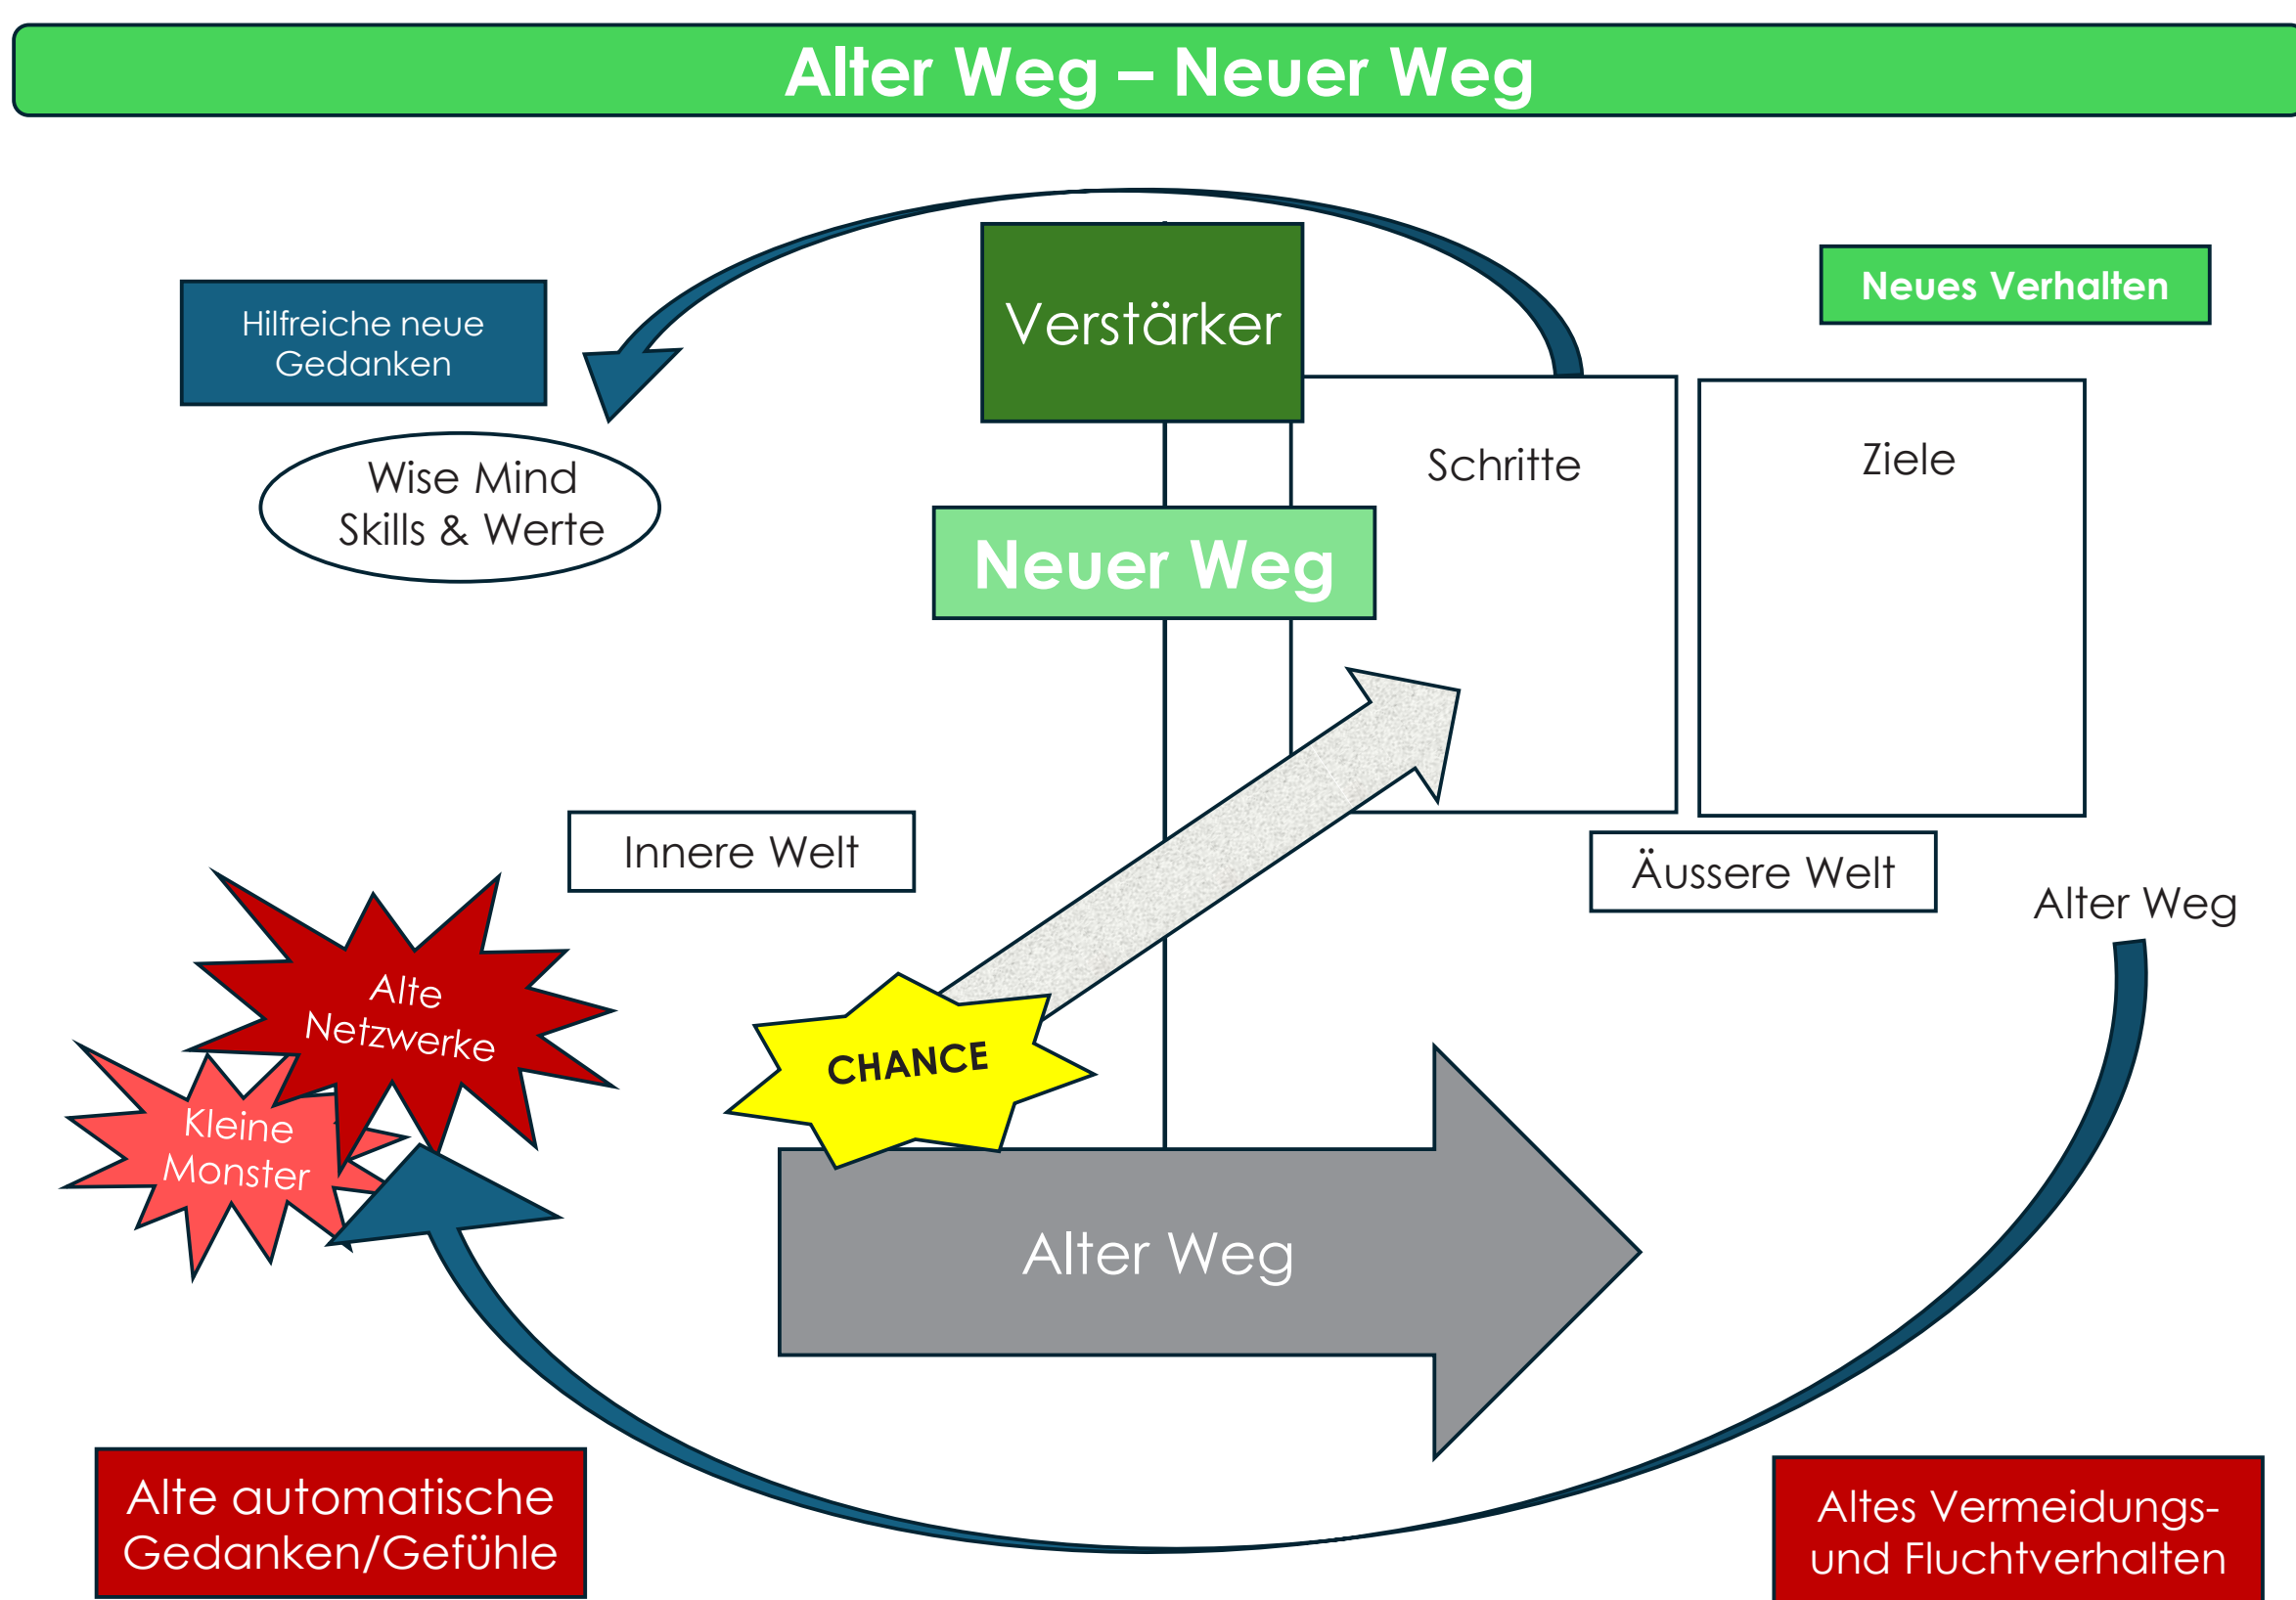 Alter Weg – Neuer Weg
Verstärker
Neues Verhalten
Hilfreiche neue
Gedanken
Wise Mind
Skills & Werte
Schritte
Ziele
Neuer Weg
Innere Welt
Äussere Welt
Alter Weg
Alte
Netzwerke
CHANCE
Kleine
Monster
Alter Weg
Alte automatische
Gedanken/Gefühle
Altes Vermeidungs-
und Fluchtverhalten